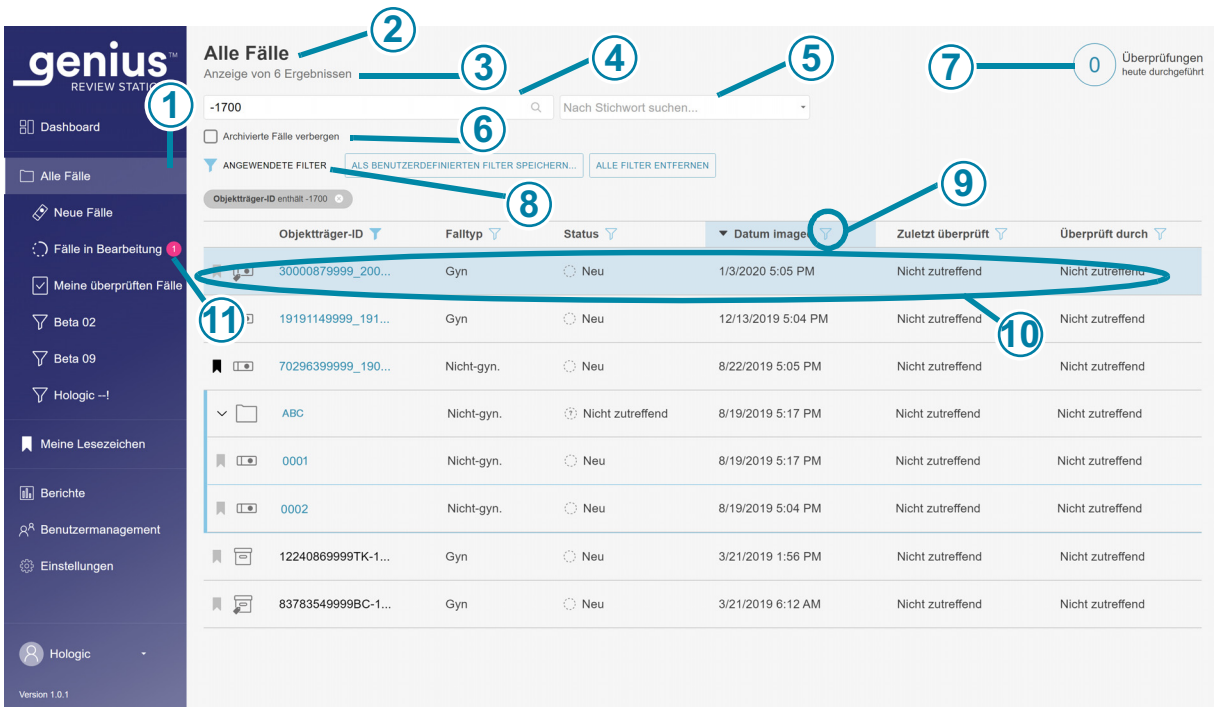 genius™
REVIEW STATI
Dashboard
Alle Fälle
Neue Fälle
Fälle in Bearbeitung 1
Meine überprüften Fälle
Beta 02
Beta 09
Hologic --!
Meine Lesezeichen
Berichte
Benutzermanagement
Einstellungen
Hologic
Version 1.0.1
1
2
3
4
5
6
7
8
9
10
11
Alle Fälle
Anzeige von 6 Ergebnissen
0 Überprüfungen
heute durchgeführt
-1700 Nach Stichwort suchen...
Archivierte Fälle verbergen
ANGEWENDETE FILTER ALS BENUTZERDEFINIERTEN FILTER SPEICHERN... ALLE FILTER ENTFERNEN
Objektträger-ID enthält -1700
Objektträger-ID Falltyp Status Datum imaged Zuletzt überprüft Überprüft durch
30000879999_200... Gyn Neu 1/3/2020 5:05 PM Nicht zutreffend Nicht zutreffend
19191149999_191... Gyn Neu 12/13/2019 5:04 PM Nicht zutreffend Nicht zutreffend
70296399999_190... Nicht-gyn. Neu 8/22/2019 5:05 PM Nicht zutreffend Nicht zutreffend
ABC Nicht-gyn. Nicht zutreffend 8/19/2019 5:17 PM Nicht zutreffend Nicht zutreffend
0001 Nicht-gyn. Neu 8/19/2019 5:17 PM Nicht zutreffend Nicht zutreffend
0002 Nicht-gyn. Neu 8/19/2019 5:04 PM Nicht zutreffend Nicht zutreffend
12240869999TK-1... Gyn Neu 3/21/2019 1:56 PM Nicht zutreffend Nicht zutreffend
83783549999BC-1... Gyn Neu 3/21/2019 6:12 AM Nicht zutreffend Nicht zutreffend